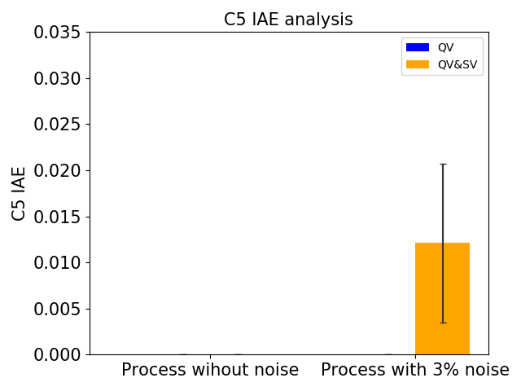 C5 IAE analysis
QV
QV&SV
C5 IAE
0.035
0.030
0.025
0.020
0.015
0.010
0.005
0.000
Process wihout noise
Process with 3% noise